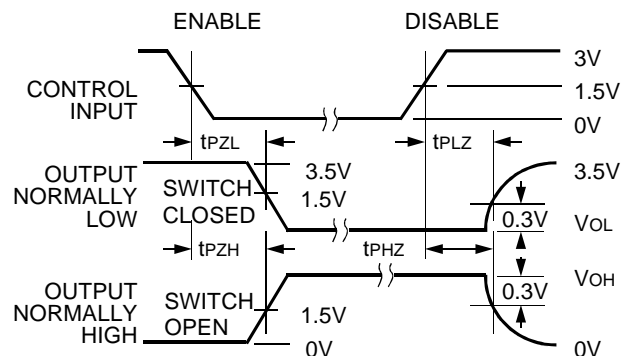 ENABLE DISABLE
3V
CONTROL
INPUT
1.5V
0V
tPZL tPLZ
OUTPUT
NORMALLY
LOW
SWITCH
CLOSED
3.5V
1.5V
3.5V
0.3V
VOL
tPZH tPHZ
VOH
0.3V
OUTPUT
NORMALLY
HIGH
SWITCH
OPEN
1.5V
0V
0V